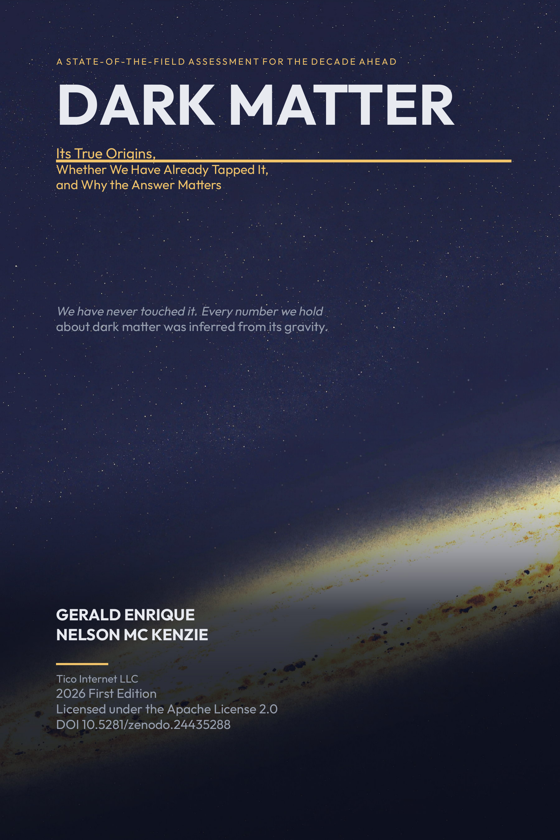 A STATE-OF-THE-FIELD ASSESSMENT FOR THE DECADE AHEAD
DARK MATTER
Its True Origins,
Whether We Have Already Tapped It,
and Why the Answer Matters
We have never touched it. Every number we hold
about dark matter was inferred from its gravity.
GERALD ENRIQUE
NELSON MC KENZIE
Tico Internet LLC
2026 First Edition
Licensed under the Apache License 2.0
DOI 10.5281/zenodo.24435288